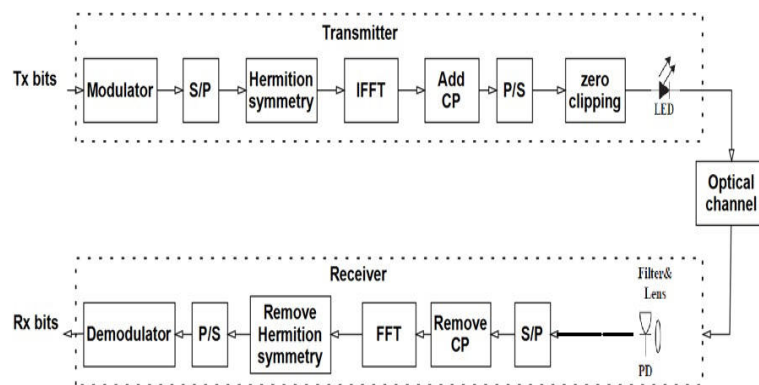 Transmitter
Tx bits
Modulator
S/P
Hermition
symmetry
IFFT
Add
CP
P/S
zero
clipping
LED
Optical
channel
Receiver
Filter&
Lens
Rx bits
Demodulator
P/S
Remove
Hermition
symmetry
FFT
Remove
CP
S/P
PD